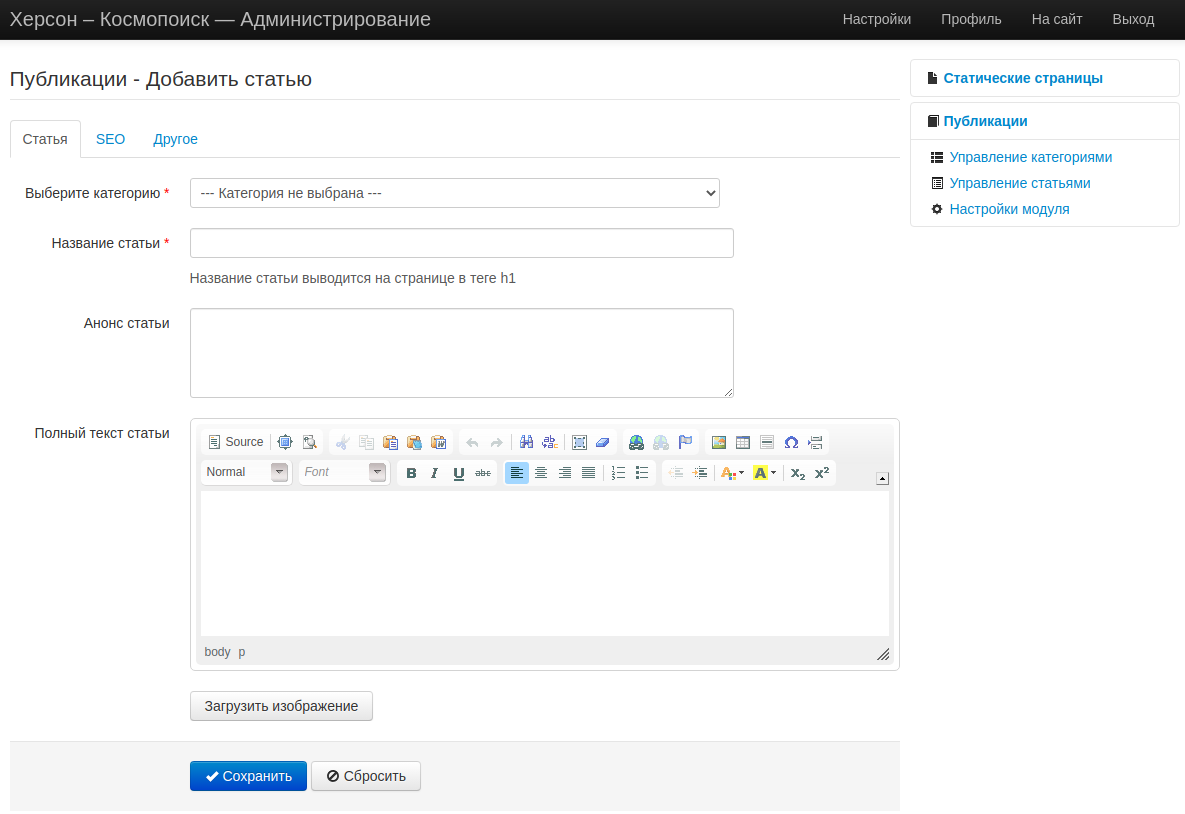 Херсон – Космопоиск — Администрирование
Настройки Профиль На сайт Выход
Публикации - Добавить статью
Статья SEO Другое
Выберите категорию *
--- Категория не выбрана ---
Название статьи *
Название статьи выводится на странице в теге h1
Анонс статьи
Полный текст статьи
Source
Normal Font B I U abc A A X2 X2
body p
Загрузить изображение
Сохранить Сбросить
Статические страницы
Публикации
Управление категориями
Управление статьями
Настройки модуля